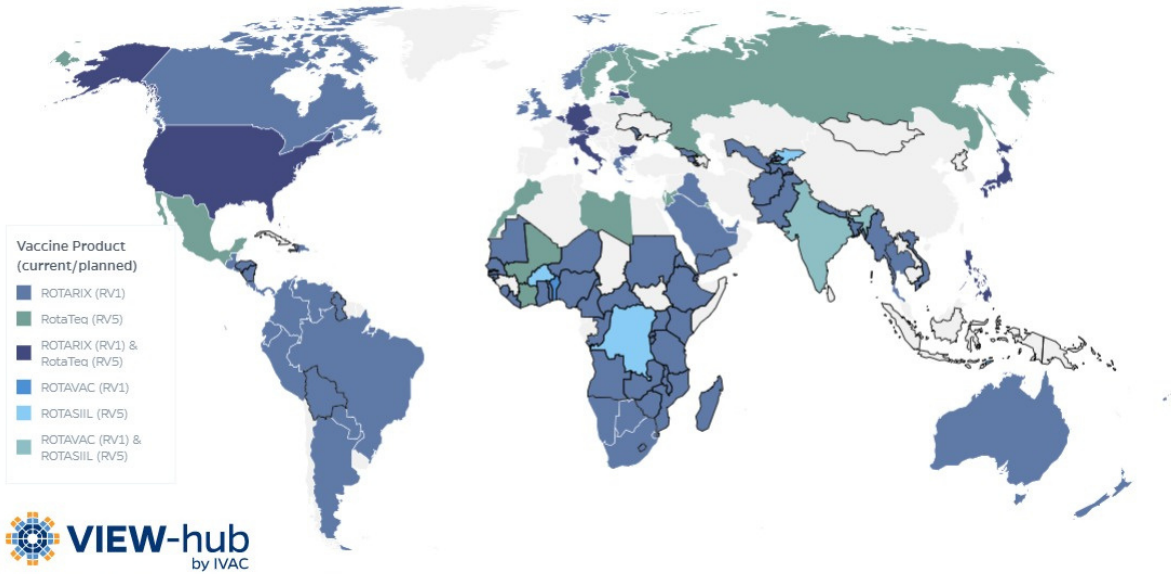 Vaccine Product
(current/planned)
ROTARIX (RV1)
RotaTeq (RV5)
ROTARIX (RV1) &
RotaTeq (RV5)
ROTAVAC (RV1)
ROTASIIL (RV5)
ROTAVAC (RV1) &
ROTASIIL (RV5)
VIEW-hub
by IVAC